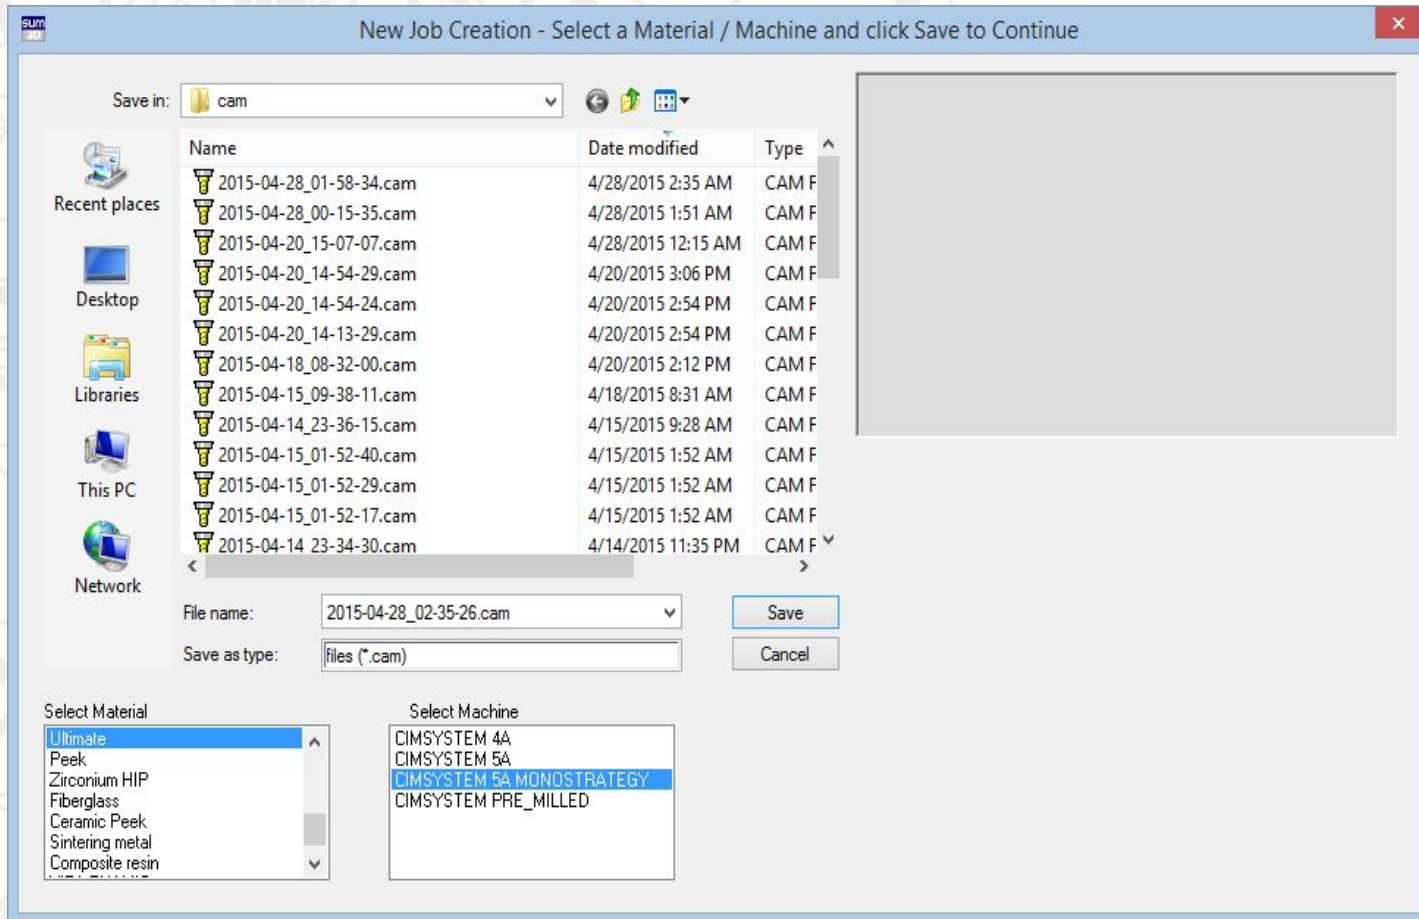 SUM
3D
New Job Creation - Select a Material / Machine and click Save to Continue
Save in:
cam
Name Date modified Type
2015-04-28_01-58-34.cam 4/28/2015 2:35 AM CAM F
2015-04-28_00-15-35.cam 4/28/2015 1:51 AM CAM F
2015-04-20_15-07-07.cam 4/28/2015 12:15 AM CAM F
2015-04-20_14-54-29.cam 4/20/2015 3:06 PM CAM F
2015-04-20_14-54-24.cam 4/20/2015 2:54 PM CAM F
2015-04-20_14-13-29.cam 4/20/2015 2:54 PM CAM F
2015-04-18_08-32-00.cam 4/20/2015 2:12 PM CAM F
2015-04-15_09-38-11.cam 4/18/2015 8:31 AM CAM F
2015-04-14_23-36-15.cam 4/15/2015 9:28 AM CAM F
2015-04-15_01-52-40.cam 4/15/2015 1:52 AM CAM F
2015-04-15_01-52-29.cam 4/15/2015 1:52 AM CAM F
2015-04-15_01-52-17.cam 4/15/2015 1:52 AM CAM F
2015-04-14_23-34-30.cam 4/14/2015 11:35 PM CAM F
Recent places
Desktop
Libraries
This PC
Network
File name: 2015-04-28_02-35-26.cam Save
Save as type: files (*.cam) Cancel
Select Material
Ultimate
Peek
Zirconium HIP
Fiberglass
Ceramic Peek
Sintering metal
Composite resin
Select Machine
CIMSYSTEM 4A
CIMSYSTEM 5A
CIMSYSTEM 5A MONOSTRATEGY
CIMSYSTEM PRE_MILLED